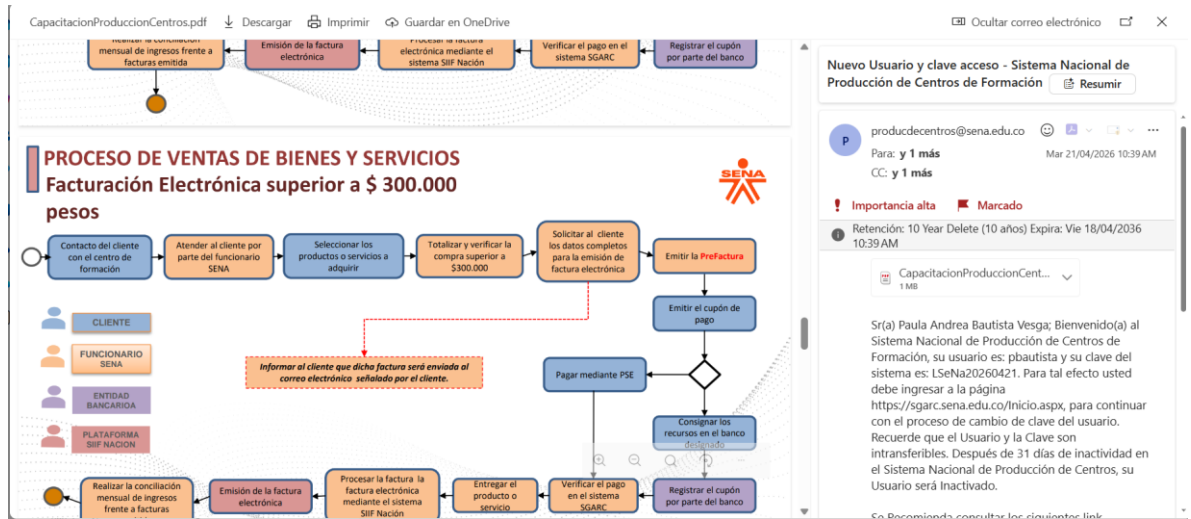 CapacitacionProduccionCentros.pdf
Descargar
Imprimir
Guardar en OneDrive
Ocultar correo electrónico
Realizar la conciliación
mensual de ingresos frente a
facturas emitida
Emisión de la factura
electrónica
Procesar la factura
electrónica mediante el
sistema SIIF Nación
Verificar el pago en el
sistema SGARC
Registrar el cupón
por parte del banco
PROCESO DE VENTAS DE BIENES Y SERVICIOS
Facturación Electrónica superior a $ 300.000
pesos
SENA
Contacto del cliente
con el centro de
formación
Atender al cliente por
parte del funcionario
SENA
Seleccionar los
productos o servicios a
adquirir
Totalizar y verificar la
compra superior a
$300.000
Solicitar al cliente
los datos completos
para la emisión de
factura electrónica
Emitir la PreFactura
Emitir el cupón de
pago
Pagar mediante PSE
Consignar los
recursos en el banco
designado
CLIENTE
FUNCIONARIO
SENA
ENTIDAD
BANCARIOA
PLATAFORMA
SIIF NACION
Informar al cliente que dicha factura será enviada al
correo electrónico señalado por el cliente.
Realizar la conciliación
mensual de ingresos
frente a facturas
Emisión de la factura
electrónica
Procesar la factura la
factura electrónica
mediante el sistema
SIIF Nación
Entregar el
producto o
servicio
Verificar el pago
en el sistema
SGARC
Registrar el cupón
por parte del banco
Nuevo Usuario y clave acceso - Sistema Nacional de
Producción de Centros de Formación
Resumir
P
producdecentros@sena.edu.co
Para: y 1 más
Mar 21/04/2026 10:39 AM
CC: y 1 más
Importancia alta
Marcado
Retención: 10 Year Delete (10 años) Expira: Vie 18/04/2036
10:39 AM
CapacitacionProduccionCent...
1 MB
Sr(a) Paula Andrea Bautista Vesga; Bienvenido(a) al
Sistema Nacional de Producción de Centros de
Formación, su usuario es: pbautista y su clave del
sistema es: LSeNa20260421. Para tal efecto usted
debe ingresar a la página
https://sgarc.sena.edu.co/Inicio.aspx, para continuar
con el proceso de cambio de clave del usuario.
Recuerde que el Usuario y la Clave son
intransferibles. Después de 31 días de inactividad en
el Sistema Nacional de Producción de Centros, su
Usuario será Inactivado.
Se Recomienda consultar los siguientes link